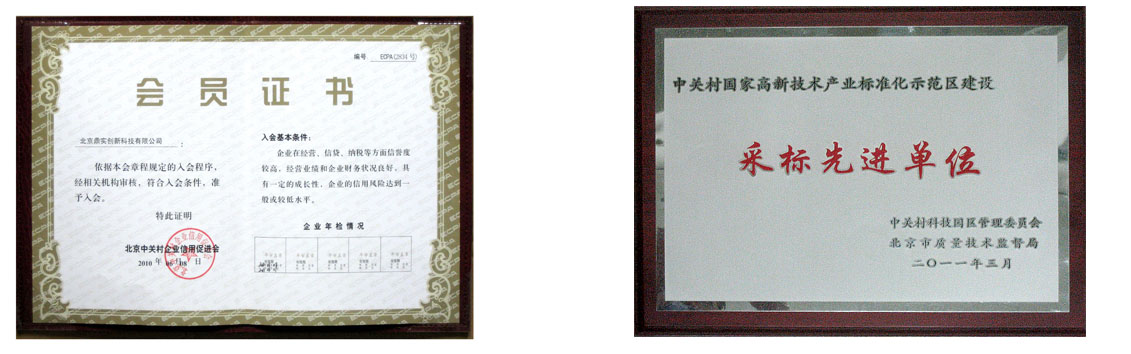 编号 ECPA(2804号)
会员证书
北京鼎实创新科技有限公司 :
依据本会章程规定的入会程序,
经相关机构审核,符合入会条件,准
予入会。
特此证明
北京中关村企业信用促进会
2010 年 06 月 08 日
入会基本条件:
企业在经营、信贷、纳税等方面信誉度
较高,经营业绩和企业财务状况良好,具
有一定的成长性,企业的信用风险达到一
般或较低水平。
企业年检情况
中关村国家高新技术产业标准化示范区建设
采标先进单位
中关村科技园区管理委员会
北京市质量技术监督局
二〇一一年三月